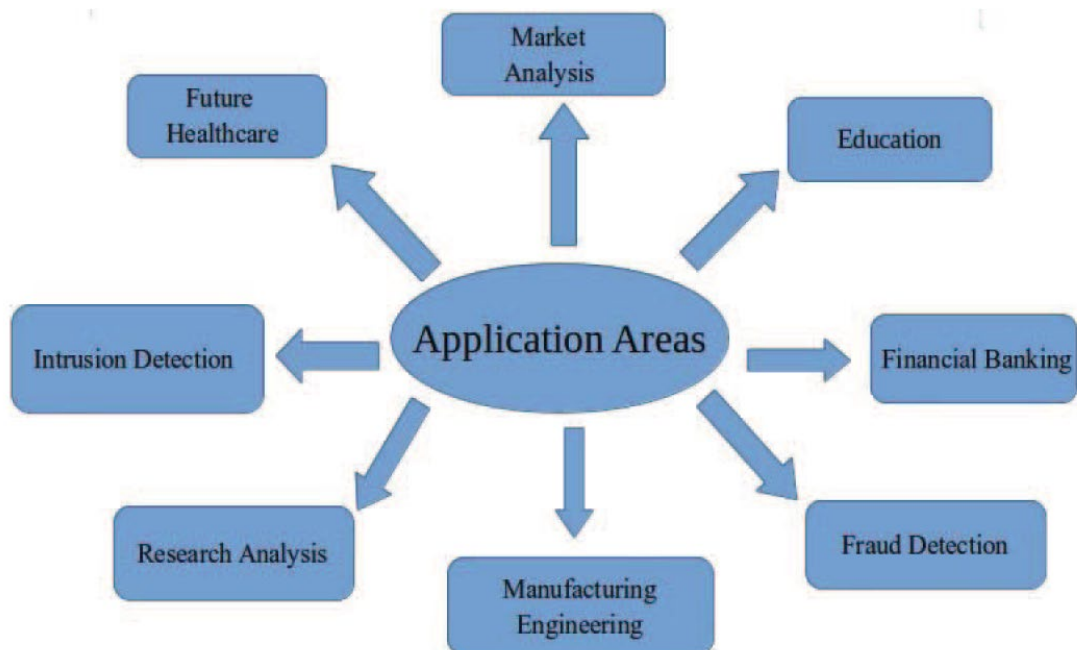 Market
Analysis
Future
Healthcare
Education
Application Areas
Intrusion Detection
Financial Banking
Research Analysis
Fraud Detection
Manufacturing
Engineering